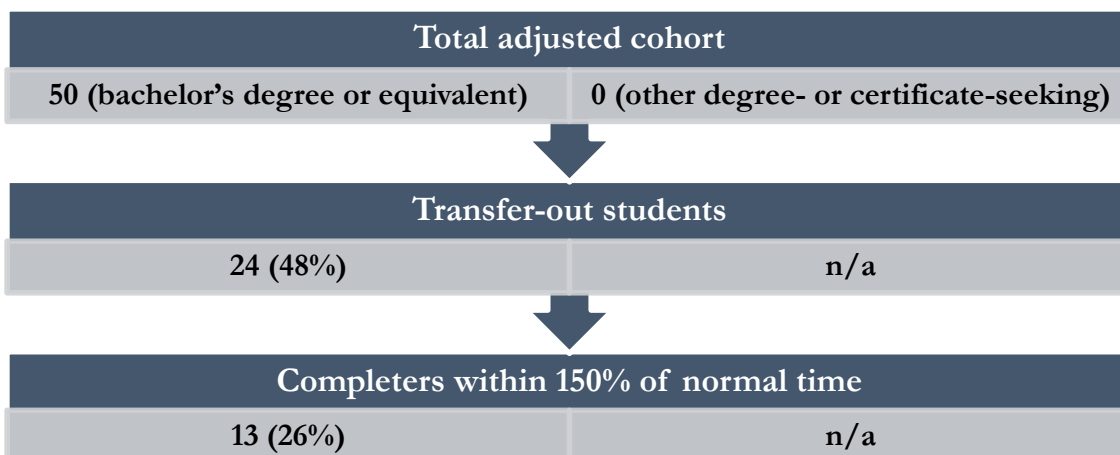 Total adjusted cohort
50 (bachelor’s degree or equivalent) 0 (other degree- or certificate-seeking)
Transfer-out students
24 (48%) n/a
Completers within 150% of normal time
13 (26%) n/a